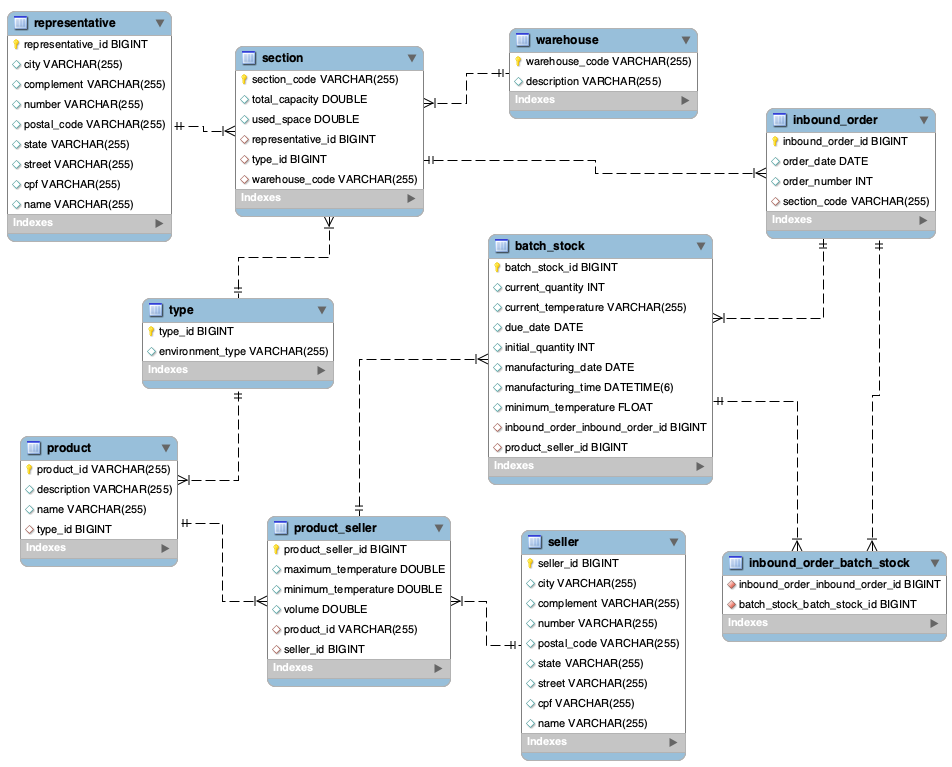 representative
representative_id BIGINT
city VARCHAR(255)
complement VARCHAR(255)
number VARCHAR(255)
postal_code VARCHAR(255)
state VARCHAR(255)
street VARCHAR(255)
cpf VARCHAR(255)
name VARCHAR(255)
Indexes
section
section_code VARCHAR(255)
total_capacity DOUBLE
used_space DOUBLE
representative_id BIGINT
type_id BIGINT
warehouse_code VARCHAR(255)
Indexes
warehouse
warehouse_code VARCHAR(255)
description VARCHAR(255)
Indexes
inbound_order
inbound_order_id BIGINT
order_date DATE
order_number INT
section_code VARCHAR(255)
Indexes
batch_stock
batch_stock_id BIGINT
current_quantity INT
current_temperature VARCHAR(255)
due_date DATE
initial_quantity INT
manufacturing_date DATE
manufacturing_time DATETIME(6)
minimum_temperature FLOAT
inbound_order_inbound_order_id BIGINT
product_seller_id BIGINT
Indexes
type
type_id BIGINT
environment_type VARCHAR(255)
Indexes
product
product_id VARCHAR(255)
description VARCHAR(255)
name VARCHAR(255)
type_id BIGINT
Indexes
product_seller
product_seller_id BIGINT
maximum_temperature DOUBLE
minimum_temperature DOUBLE
volume DOUBLE
product_id VARCHAR(255)
seller_id BIGINT
Indexes
seller
seller_id BIGINT
city VARCHAR(255)
complement VARCHAR(255)
number VARCHAR(255)
postal_code VARCHAR(255)
state VARCHAR(255)
street VARCHAR(255)
cpf VARCHAR(255)
name VARCHAR(255)
Indexes
inbound_order_batch_stock
inbound_order_inbound_order_id BIGINT
batch_stock_batch_stock_id BIGINT
Indexes